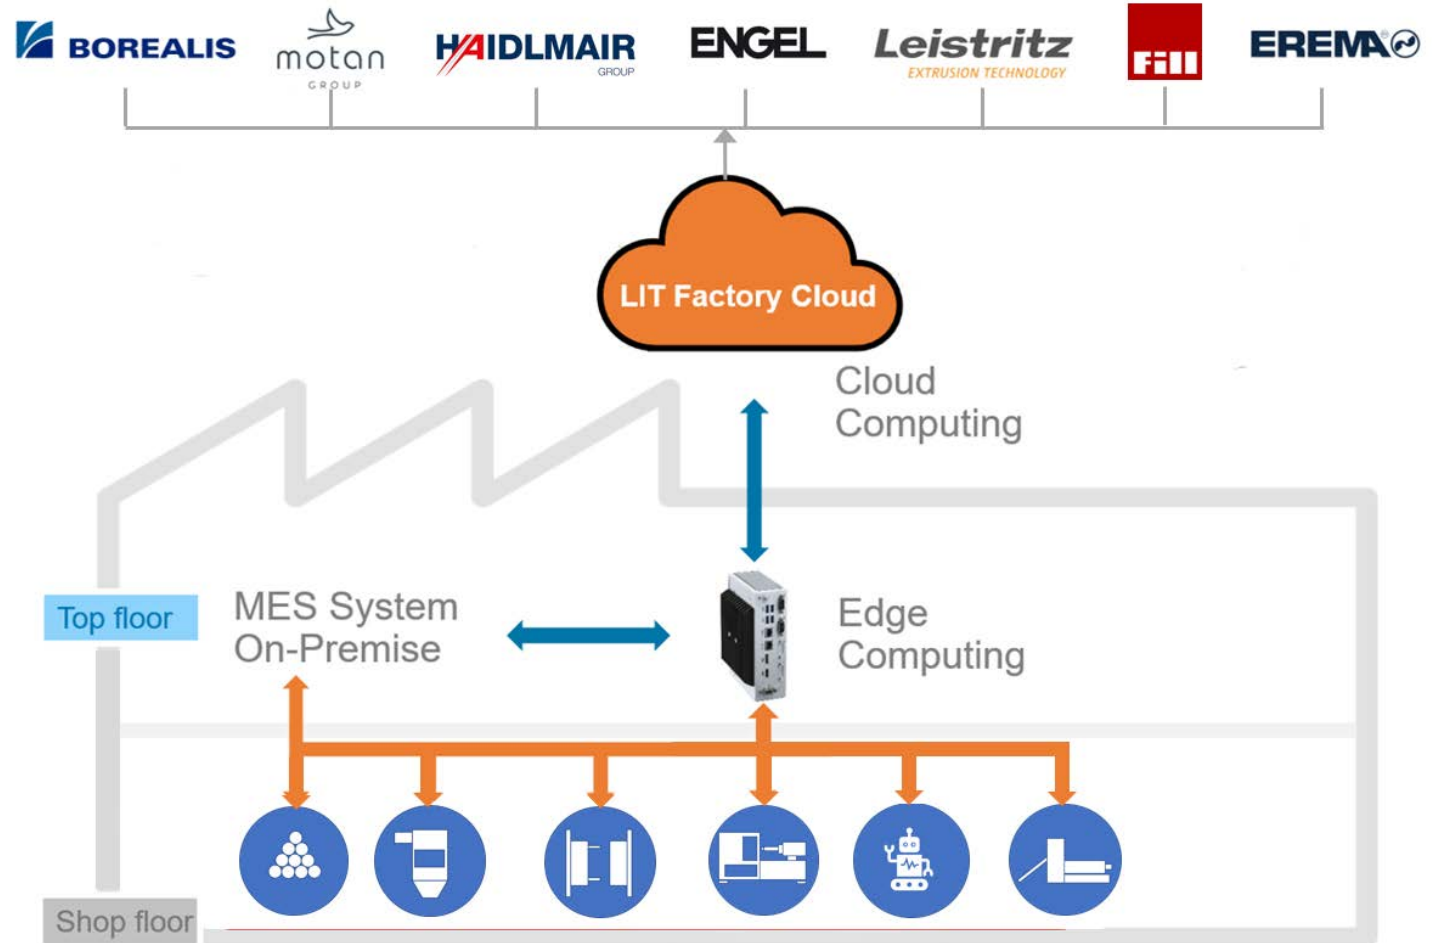 BOREALIS
motan
GROUP
HAIDLMAIR
GROUP
ENGEL
Leistritz
EXTRUSION TECHNOLOGY
Fill
EREMA®
LIT Factory Cloud
Cloud
Computing
Top floor
MES System
On-Premise
Edge
Computing
Shop floor